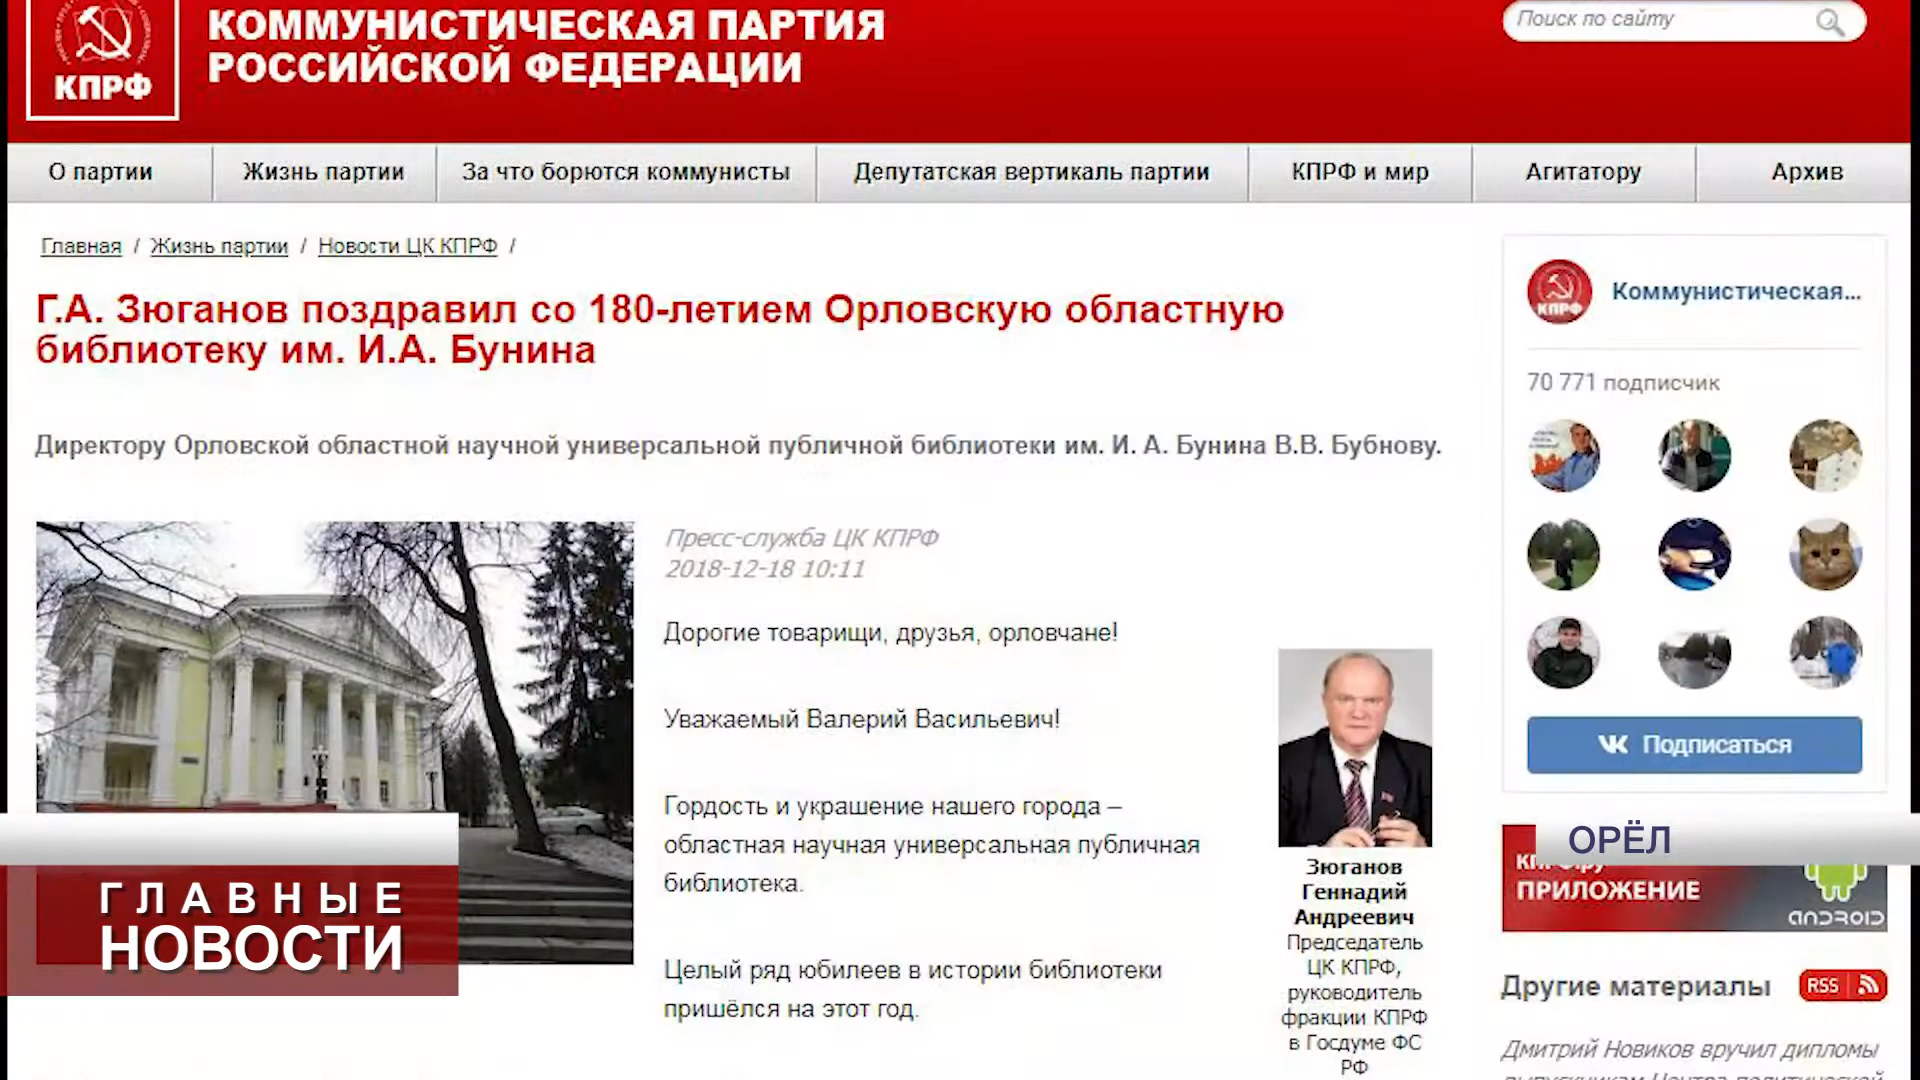 КОММУНИСТИЧЕСКАЯ ПАРТИЯ
РОССИЙСКОЙ ФЕДЕРАЦИИ
КПРФ
Поиск по сайту
О партии
Жизнь партии
За что борются коммунисты
Депутатская вертикаль партии
КПРФ и мир
Агитатору
Архив
Главная / Жизнь партии / Новости ЦК КПРФ /
Г.А. Зюганов поздравил со 180-летием Орловскую областную
библиотеку им. И.А. Бунина
Директору Орловской областной научной универсальной публичной библиотеки им. И. А. Бунина В.В. Бубнову.
Пресс-служба ЦК КПРФ
2018-12-18 10:11
Дорогие товарищи, друзья, орловчане!
Уважаемый Валерий Васильевич!
Гордость и украшение нашего города –
областная научная универсальная публичная
библиотека.
Целый ряд юбилеев в истории библиотеки
пришёлся на этот год.
Зюганов
Геннадий
Андреевич
Председатель
ЦК КПРФ,
руководитель
фракции КПРФ
в Госдуме ФС
РФ
КПРФ
Коммунистическая...
70 771 подписчик
Подписаться
ОРЁЛ
ПРИЛОЖЕНИЕ
ANDROID
Другие материалы
RSS
Дмитрий Новиков вручил дипломы
ГЛАВНЫЕ
НОВОСТИ